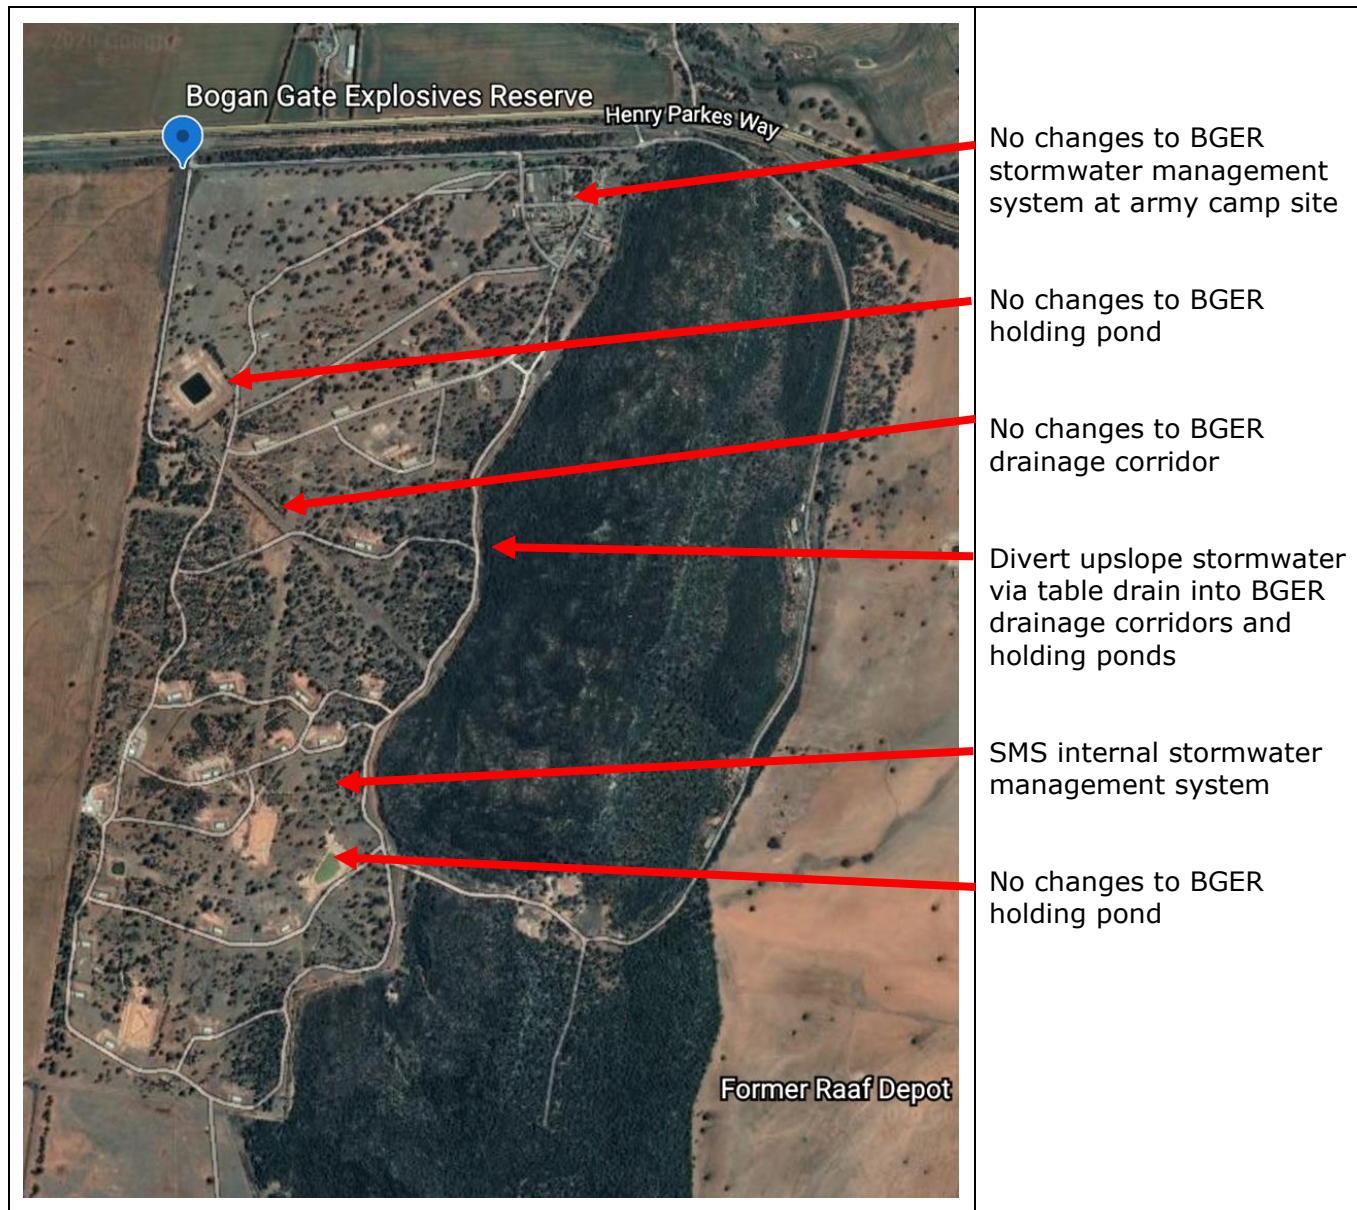 2020 Google
Bogan Gate Explosives Reserve
Henry Parkes Way
No changes to BGER
stormwater management
system at army camp site
No changes to BGER
holding pond
No changes to BGER
drainage corridor
Divert upslope stormwater
via table drain into BGER
drainage corridors and
holding ponds
SMS internal stormwater
management system
No changes to BGER
holding pond
Former Raaf Depot